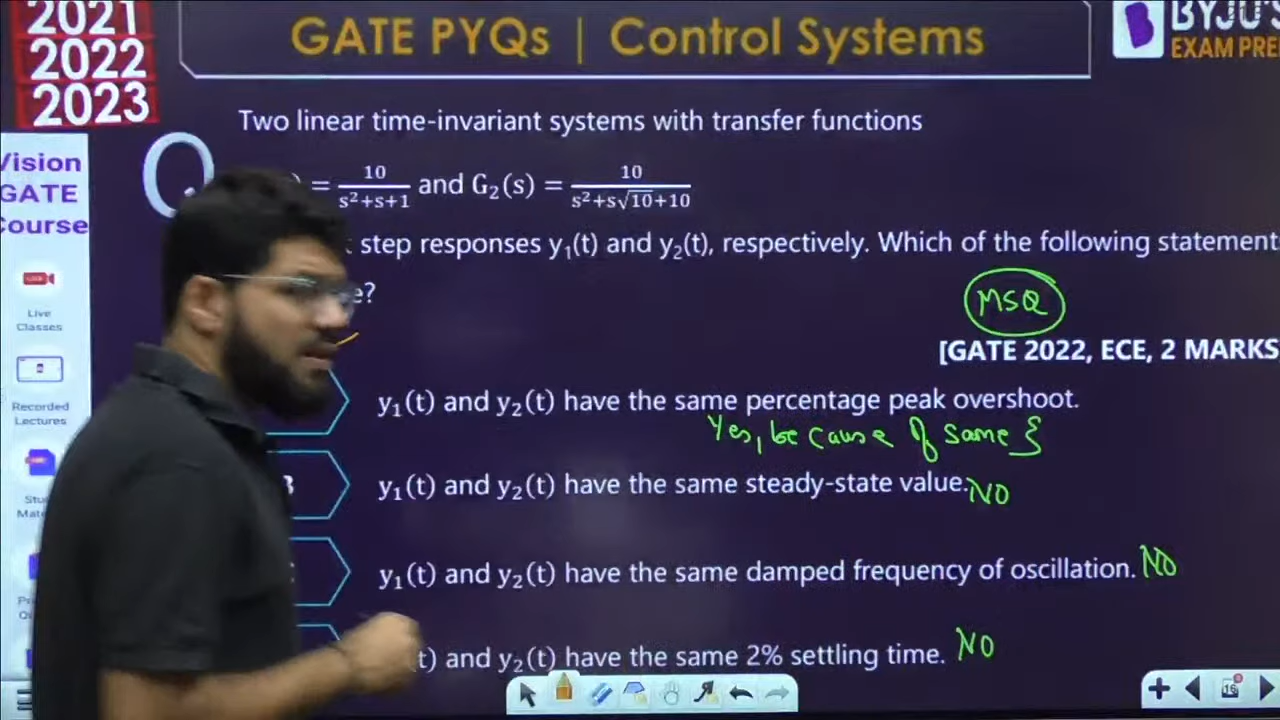 2021
2022
2023
GATE PYQs | Control Systems
BYJU'S
EXAM PRE
Vision
GATE
Course
Live
Classes
Recorded
Lectures
Q
Two linear time-invariant systems with transfer functions
) = 10/(s²+s+1) and G₂(s) = 10/(s²+s√10+10)
step responses y₁(t) and y₂(t), respectively. Which of the following statement
e?
MSQ
[GATE 2022, ECE, 2 MARKS
y₁(t) and y₂(t) have the same percentage peak overshoot.
Yes, because of same ξ
B
y₁(t) and y₂(t) have the same steady-state value. NO
y₁(t) and y₂(t) have the same damped frequency of oscillation. NO
t) and y₂(t) have the same 2% settling time. NO
16